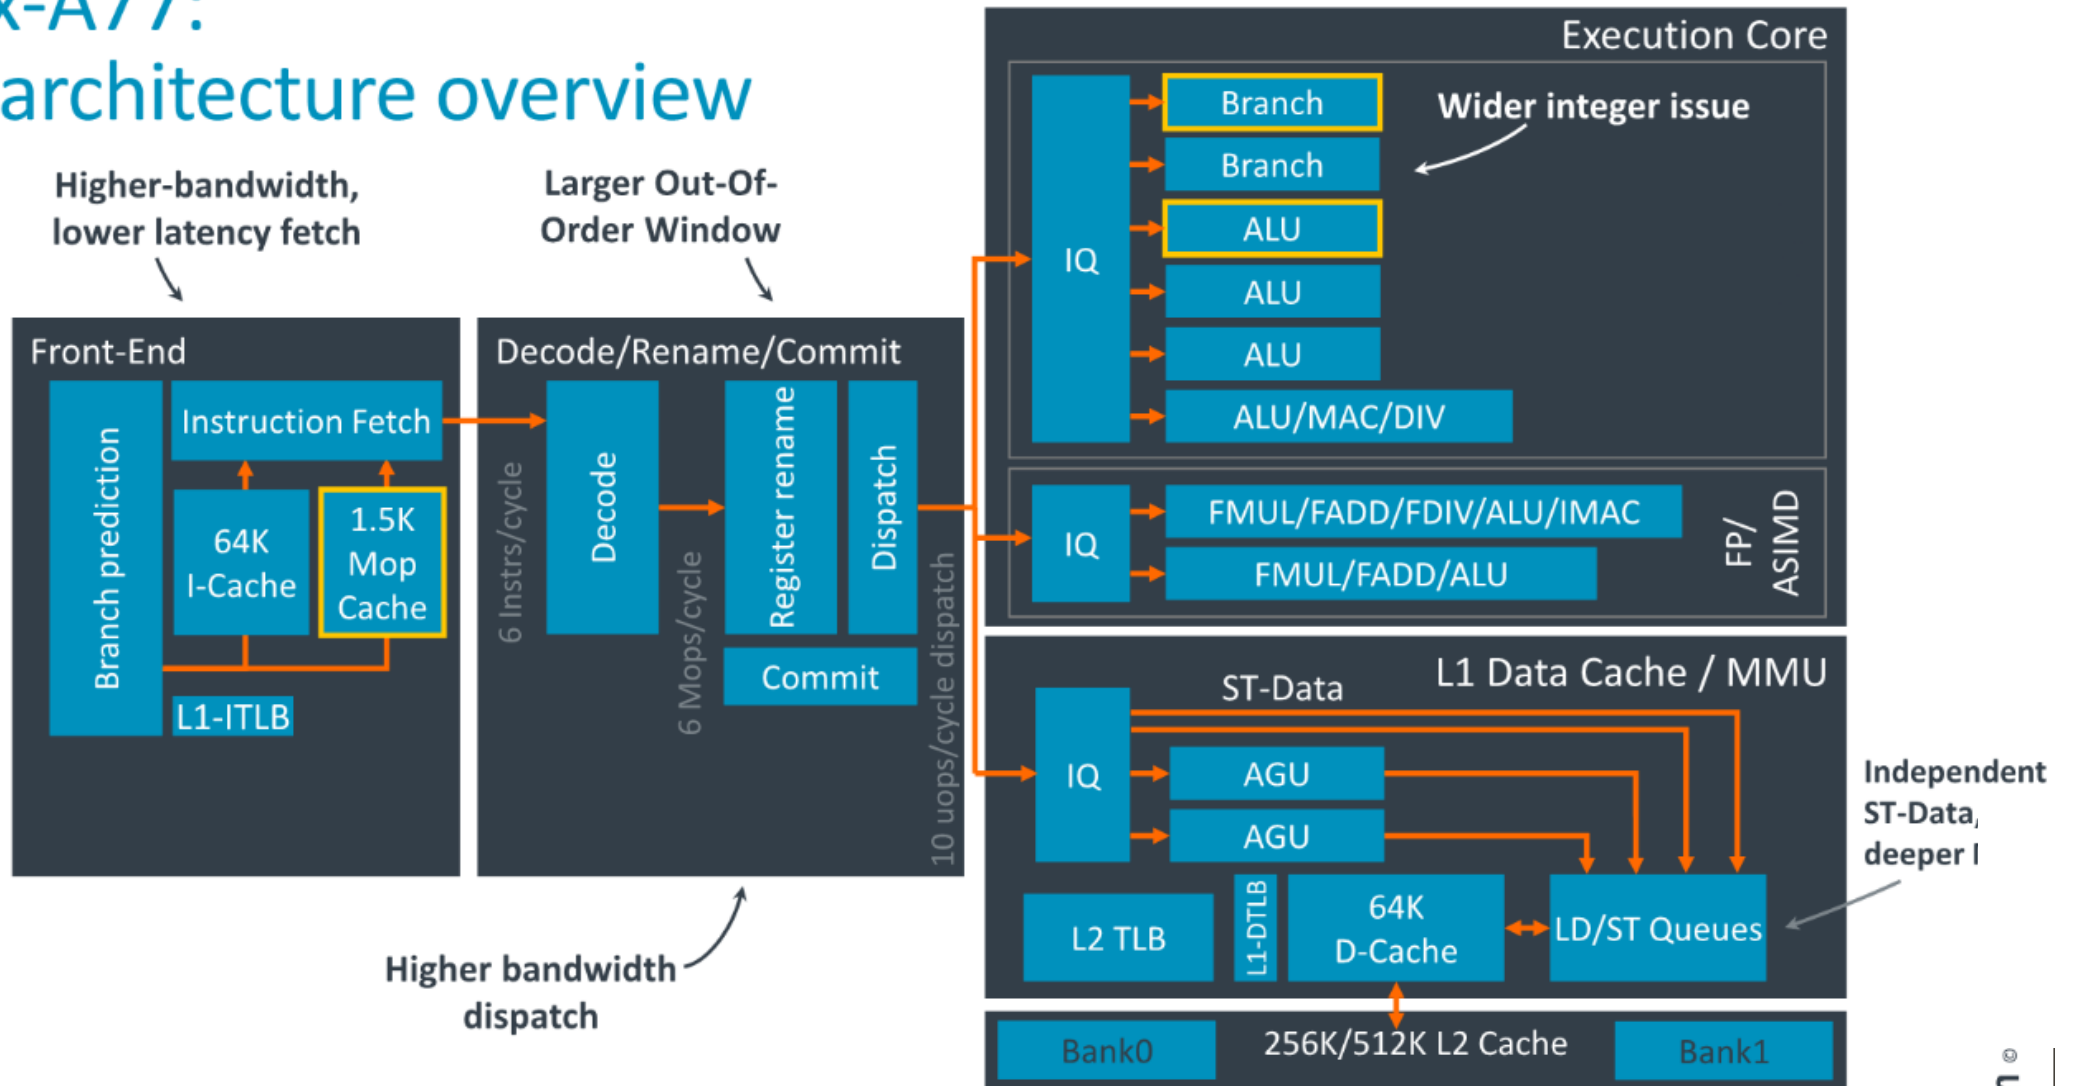 x-A77:
architecture overview
Higher-bandwidth,
lower latency fetch
Larger Out-Of-
Order Window
Front-End
Branch prediction
Instruction Fetch
64K
I-Cache
1.5K
Mop
Cache
L1-ITLB
Decode/Rename/Commit
6 Instrs/cycle
Decode
6 Mops/cycle
Register rename
Dispatch
Commit
10 uops/cycle dispatch
Higher bandwidth
dispatch
Execution Core
IQ
Branch
Branch
ALU
ALU
ALU
ALU/MAC/DIV
Wider integer issue
IQ
FMUL/FADD/FDIV/ALU/IMAC
FMUL/FADD/ALU
FP/
ASIMD
L1 Data Cache / MMU
ST-Data
IQ
AGU
AGU
L2 TLB
L1-DTLB
64K
D-Cache
LD/ST Queues
Independent
ST-Data,
deeper
Bank0
256K/512K L2 Cache
Bank1
©